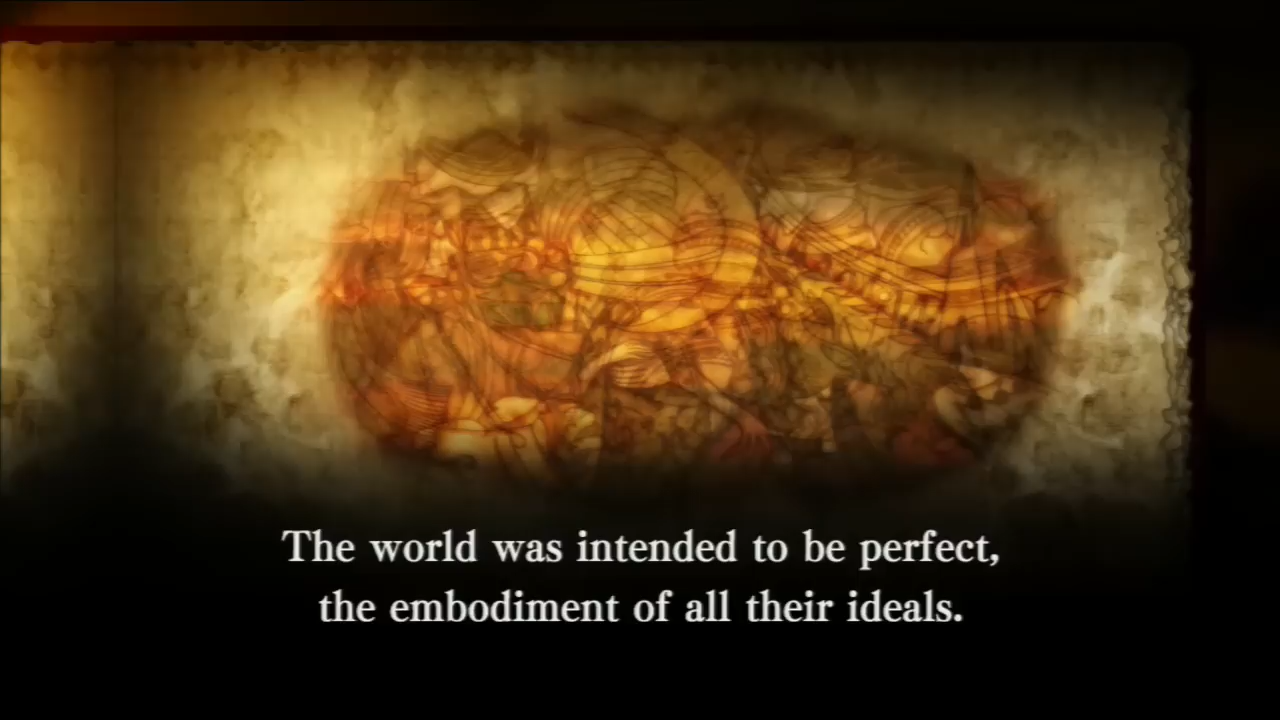 The world was intended to be perfect,
the embodiment of all their ideals.